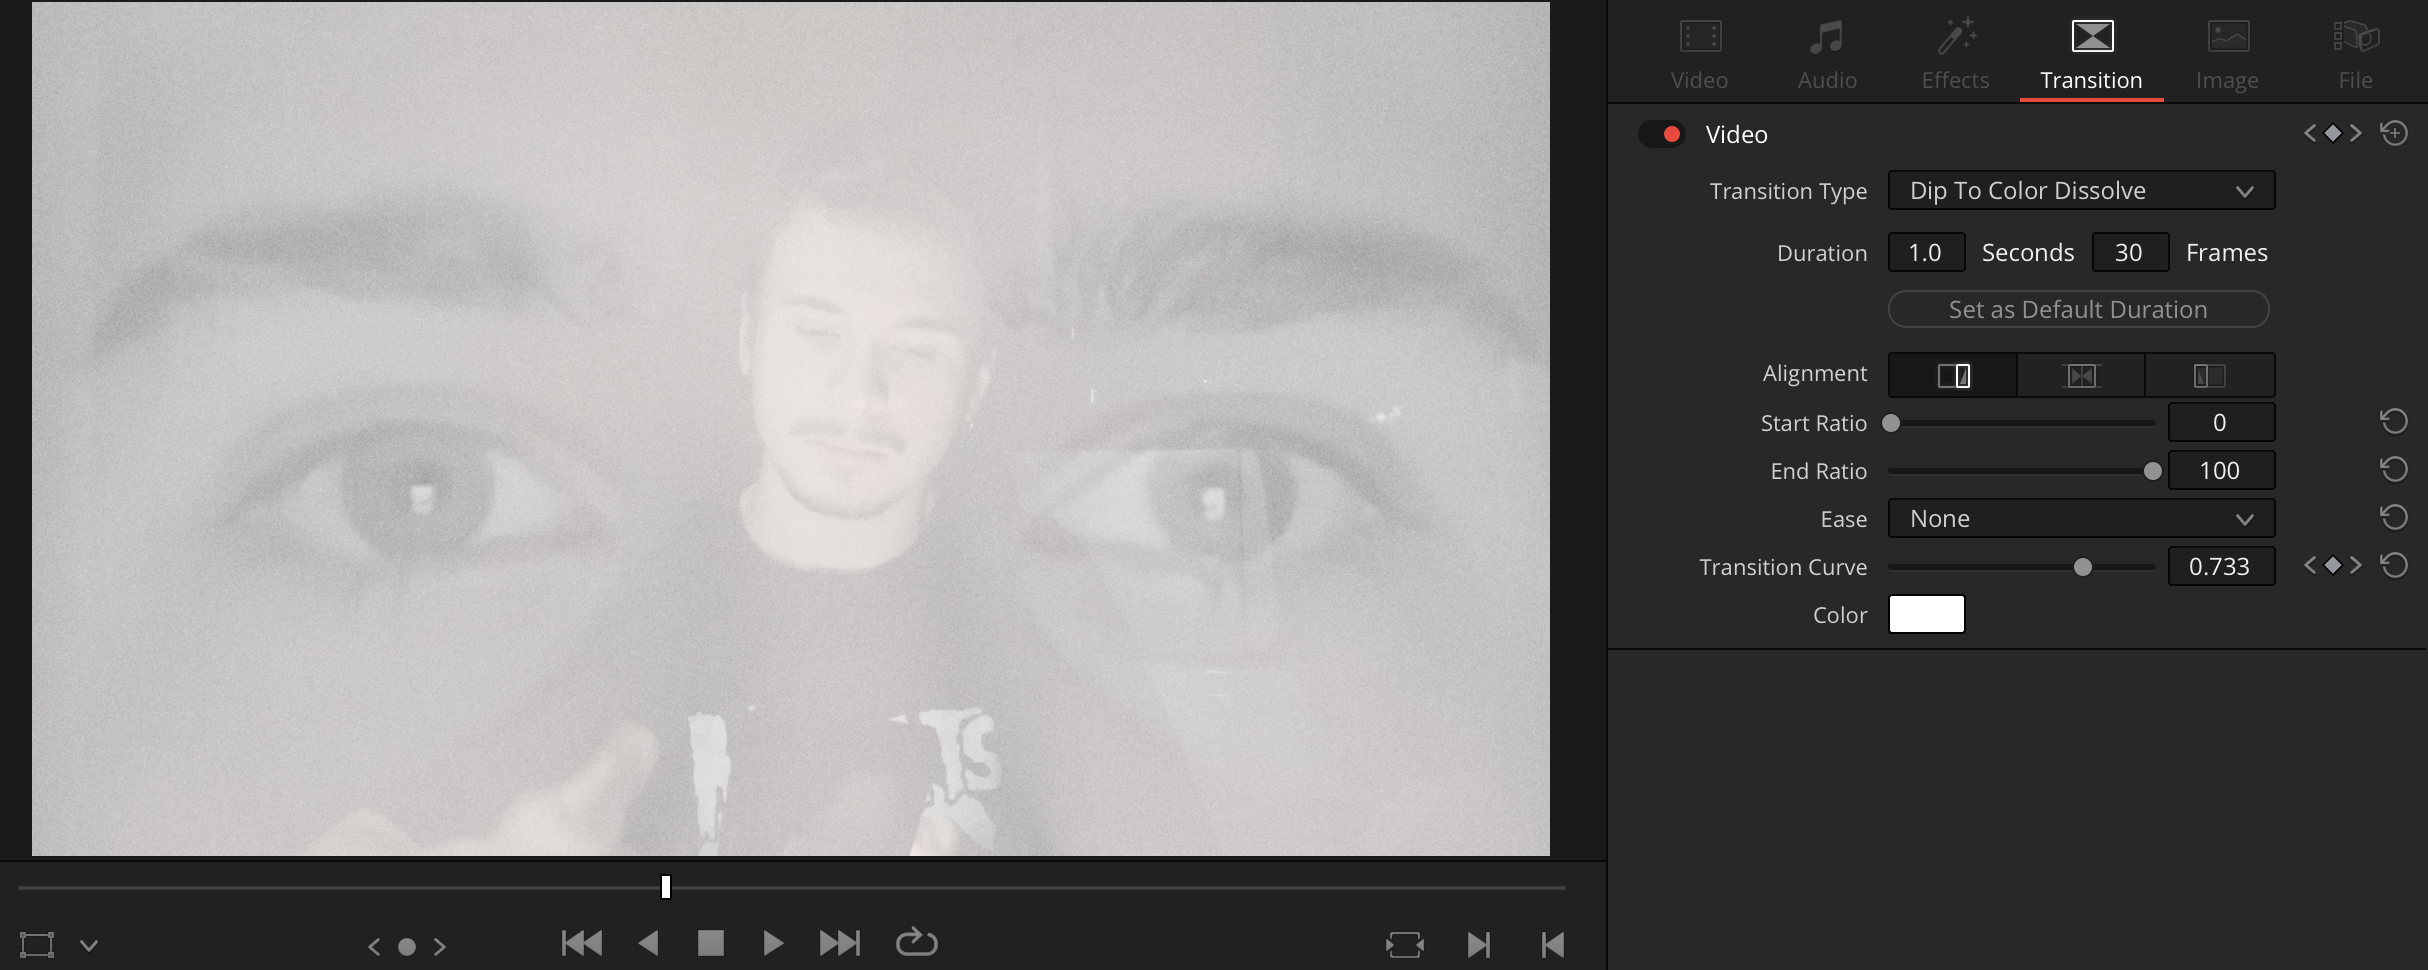 Video Audio Effects Transition Image File
Video
Transition Type Dip To Color Dissolve
Duration 1.0 Seconds 30 Frames
Set as Default Duration
Alignment
Start Ratio 0
End Ratio 100
Ease None
Transition Curve 0.733
Color
TS